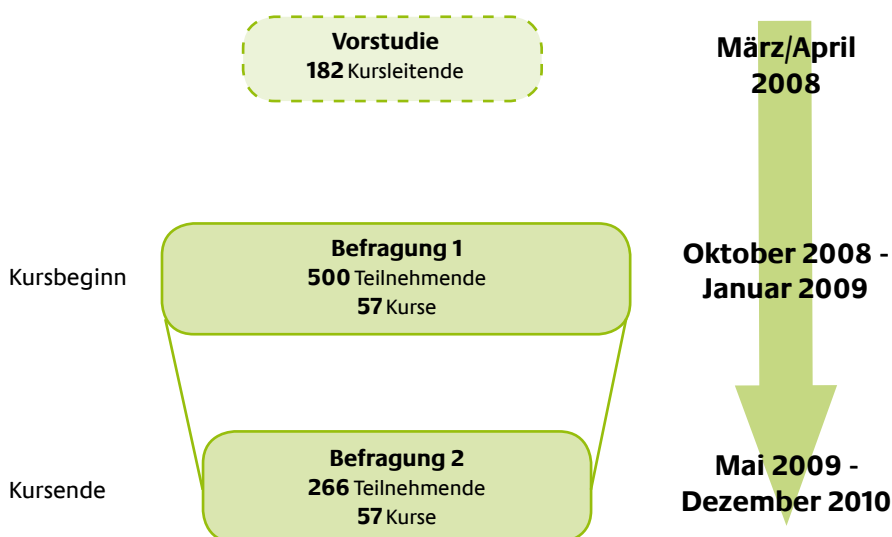 Vorstudie
182 Kursleitende
März/April
2008
Kursbeginn
Befragung 1
500 Teilnehmende
57 Kurse
Oktober 2008 -
Januar 2009
Kursende
Befragung 2
266 Teilnehmende
57 Kurse
Mai 2009 -
Dezember 2010